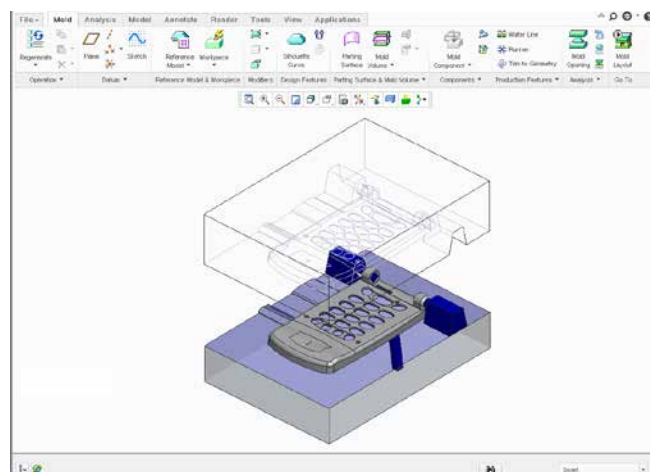 File Mold Analysis Model Annotate Render Tools View Applications
Regenerate Plane Sketch Reference Model Workpiece Silhouette Curve Parting Surface Mold Volume Mold Component Water Line Runner Trim to Geometry Mold Opening Mold Layout
Operation Datum Reference Model & Workpiece Modifiers Design Features Parting Surface & Mold Volume Components Production Features Analysis Go To